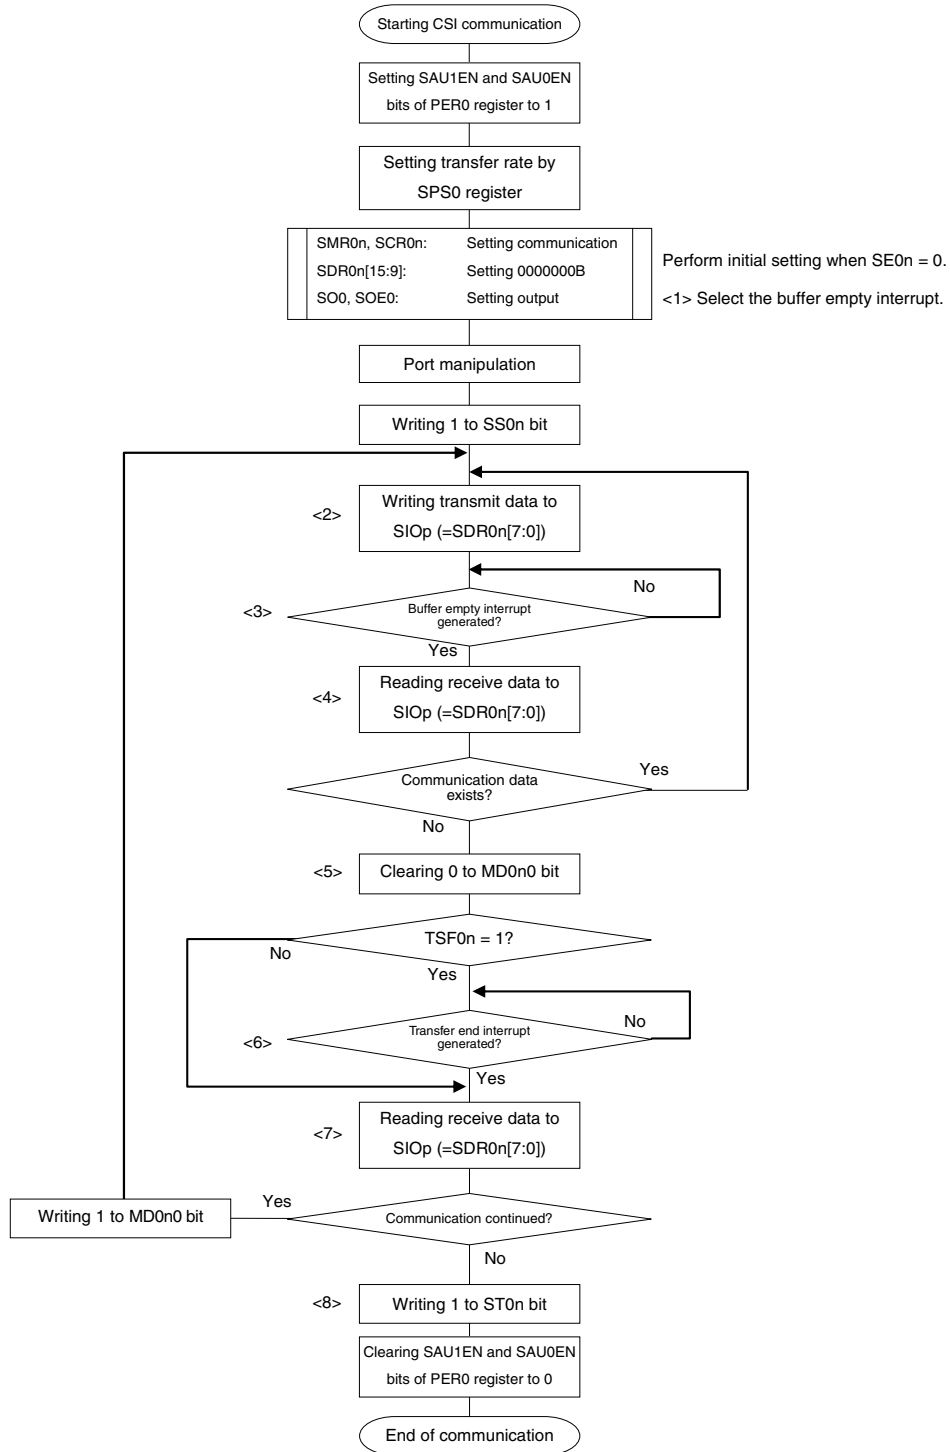 Starting CSI communication
Setting SAU1EN and SAU0EN
bits of PER0 register to 1
Setting transfer rate by
SPS0 register
SMR0n, SCR0n: Setting communication
SDR0n[15:9]: Setting 0000000B
SO0, SOE0: Setting output
Perform initial setting when SE0n = 0.
<1> Select the buffer empty interrupt.
Port manipulation
Writing 1 to SS0n bit
<2>
Writing transmit data to
SIOp (=SDR0n[7:0])
No
<3>
Buffer empty interrupt
generated?
Yes
<4>
Reading receive data to
SIOp (=SDR0n[7:0])
Communication data
exists?
Yes
No
<5>
Clearing 0 to MD0n0 bit
TSF0n = 1?
No
Yes
<6>
Transfer end interrupt
generated?
No
Yes
<7>
Reading receive data to
SIOp (=SDR0n[7:0])
Writing 1 to MD0n0 bit
Yes
Communication continued?
No
<8>
Writing 1 to ST0n bit
Clearing SAU1EN and SAU0EN
bits of PER0 register to 0
End of communication